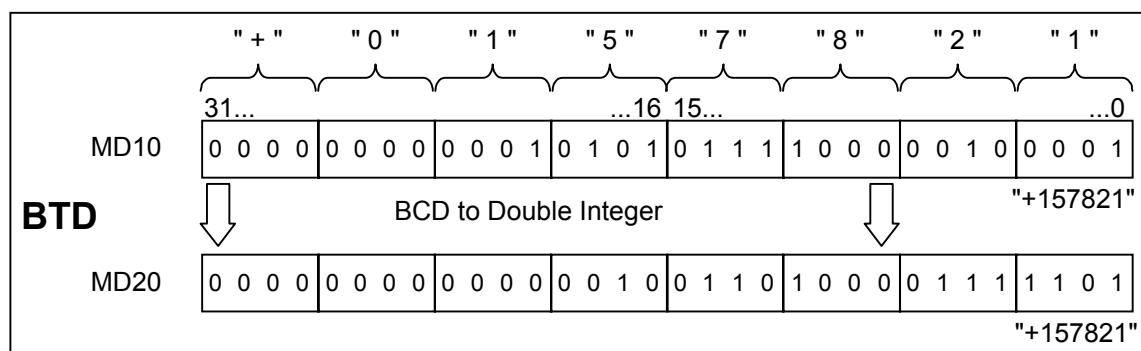 " + " " 0 " " 1 " " 5 " " 7 " " 8 " " 2 " " 1 "
31... ...16 15... ...0
MD10 0 0 0 0 0 0 0 0 0 0 0 1 0 1 0 1 0 1 1 1 1 0 0 0 0 0 1 0 0 0 0 1
"+157821"
BTD BCD to Double Integer
MD20 0 0 0 0 0 0 0 0 0 0 0 0 0 0 1 0 0 1 1 0 1 0 0 0 0 1 1 1 1 1 0 1
"+157821"